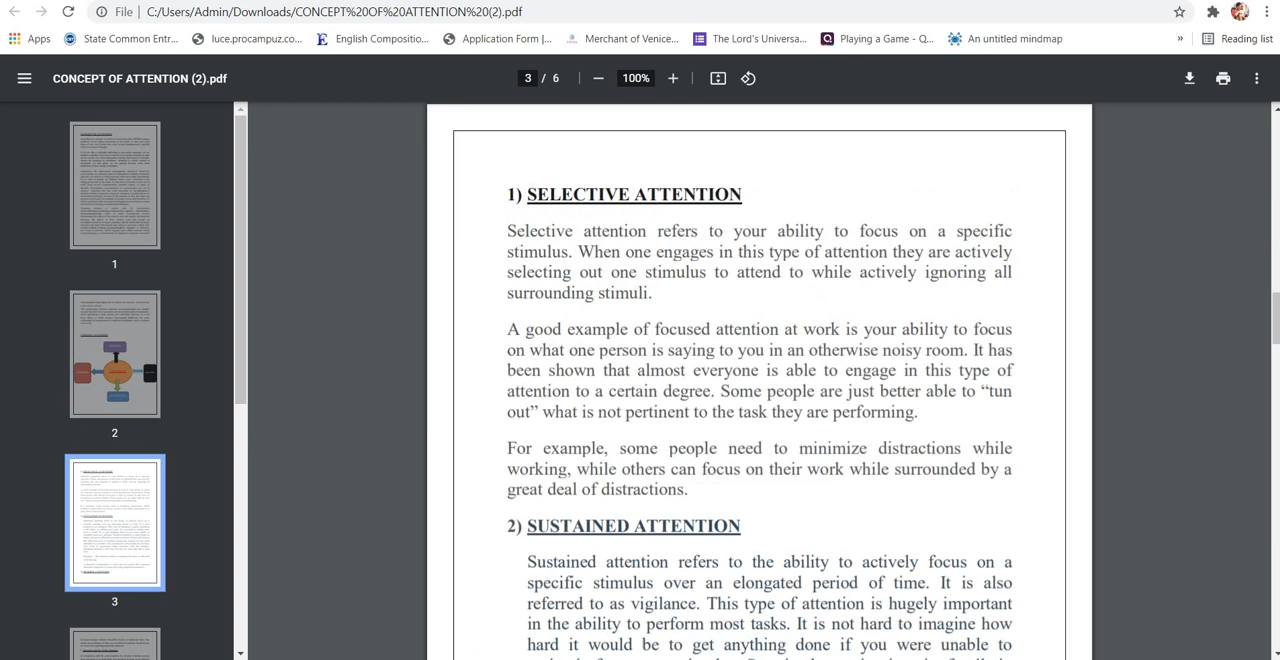 File | C:/Users/Admin/Downloads/CONCEPT%20OF%20ATTENTION%20(2).pdf
Apps State Common Entr... luce.procampuz.co... English Compositio... Application Form |... Merchant of Venice... The Lord's Universa... Playing a Game - Q... An untitled mindmap » Reading list
CONCEPT OF ATTENTION (2).pdf 3 / 6 100%
1) SELECTIVE ATTENTION
Selective attention refers to your ability to focus on a specific
stimulus. When one engages in this type of attention they are actively
selecting out one stimulus to attend to while actively ignoring all
surrounding stimuli.
A good example of focused attention at work is your ability to focus
on what one person is saying to you in an otherwise noisy room. It has
been shown that almost everyone is able to engage in this type of
attention to a certain degree. Some people are just better able to “tun
out” what is not pertinent to the task they are performing.
For example, some people need to minimize distractions while
working, while others can focus on their work while surrounded by a
great deal of distractions.
2) SUSTAINED ATTENTION
Sustained attention refers to the ability to actively focus on a
specific stimulus over an elongated period of time. It is also
referred to as vigilance. This type of attention is hugely important
in the ability to perform most tasks. It is not hard to imagine how
hard it would be to get anything done if you were unable to
1
2
3